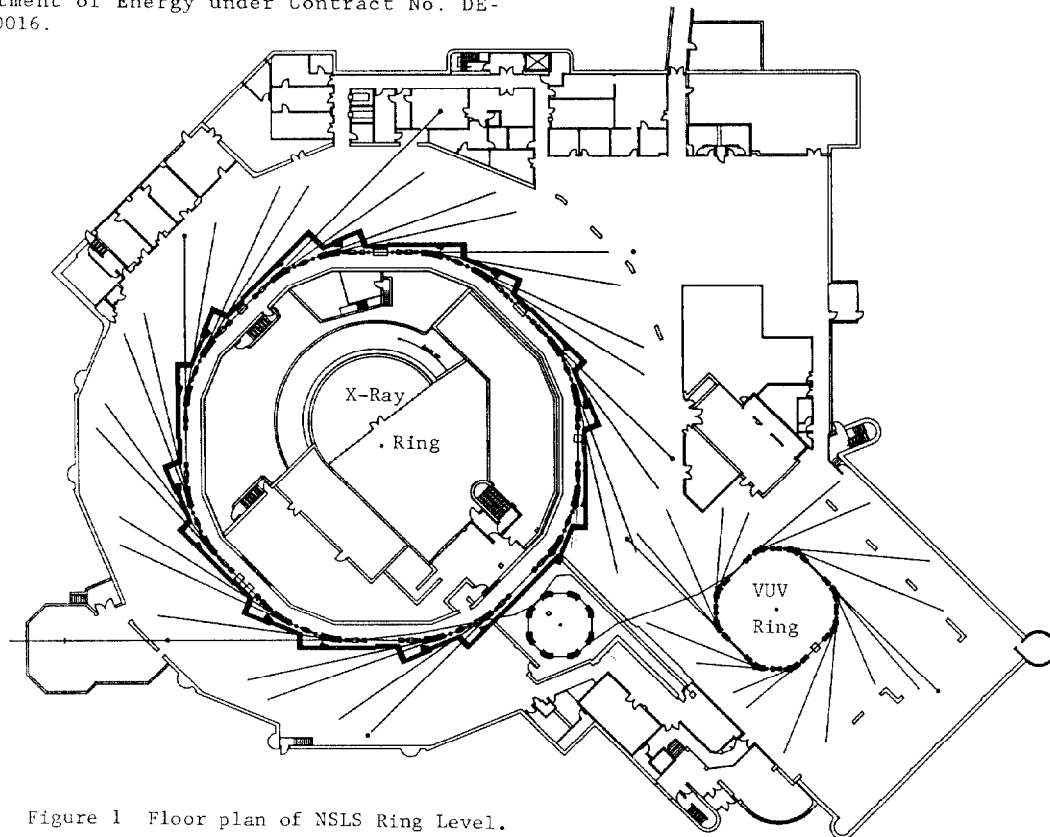 tment of Energy under Contract No. DE-
0016.
X-Ray
Ring
VUV
Ring
Figure 1 Floor plan of NSLS Ring Level.